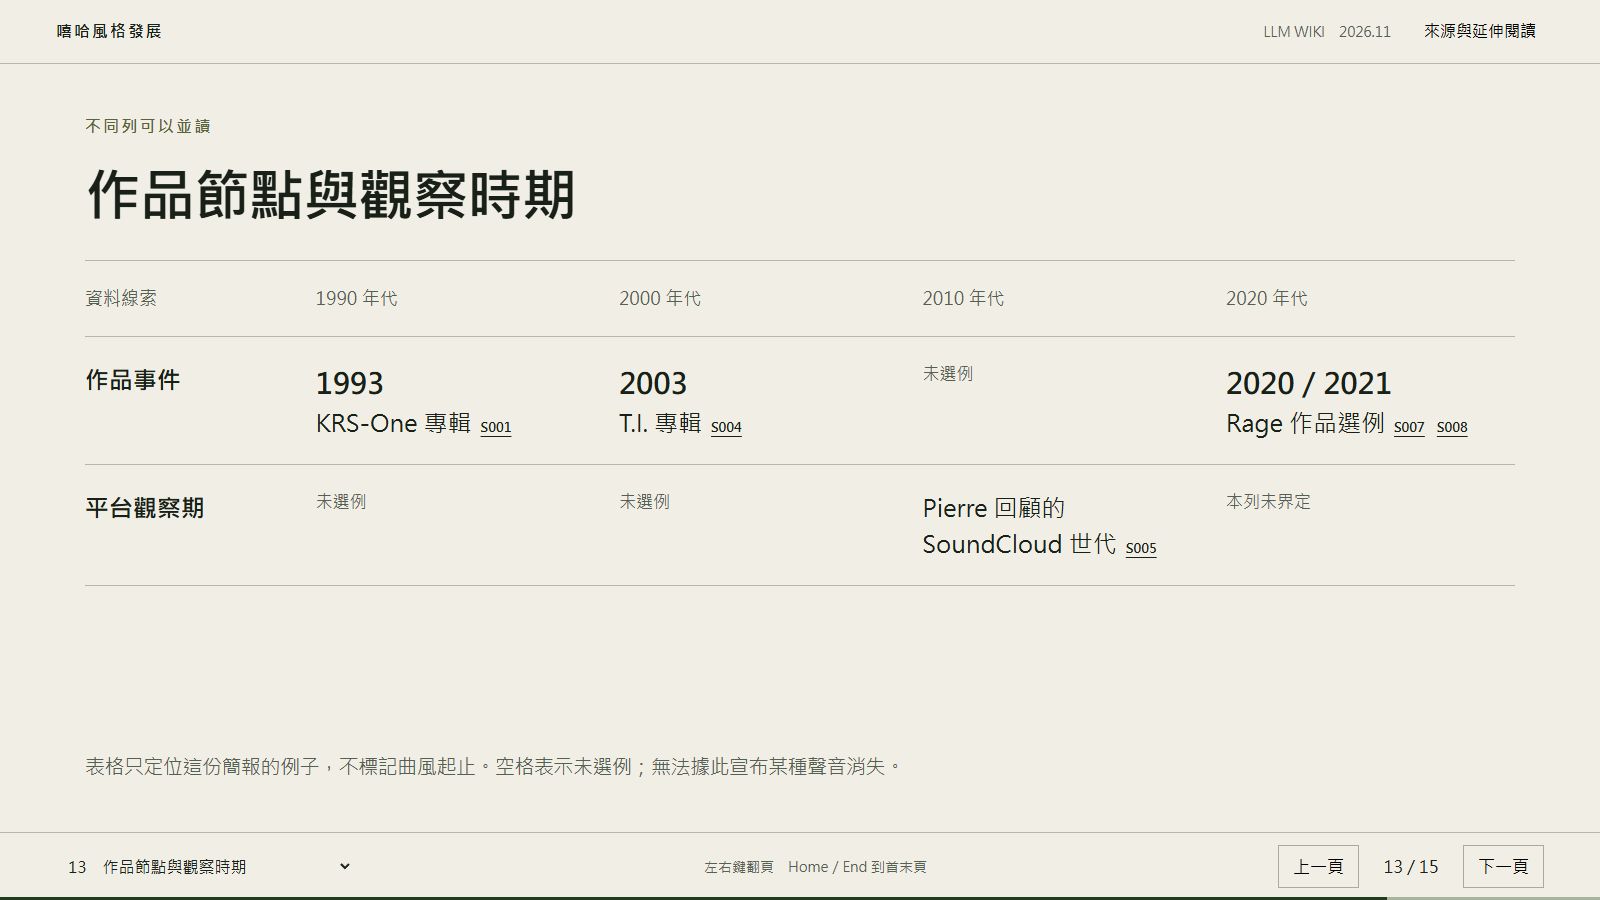 嘻哈風格發展
LLM WIKI 2026.11 來源與延伸閱讀
不同列可以並讀
作品節點與觀察時期
資料線索 1990 年代 2000 年代 2010 年代 2020 年代
作品事件
1993
KRS-One 專輯 S001
2003
T.I. 專輯 S004
未選例
2020 / 2021
Rage 作品選例 S007 S008
平台觀察期
未選例
未選例
Pierre 回顧的
SoundCloud 世代 S005
本列未界定
表格只定位這份簡報的例子，不標記曲風起止。空格表示未選例；無法據此宣布某種聲音消失。
13 作品節點與觀察時期
左右鍵翻頁 Home / End 到首末頁
上一頁 13 / 15 下一頁